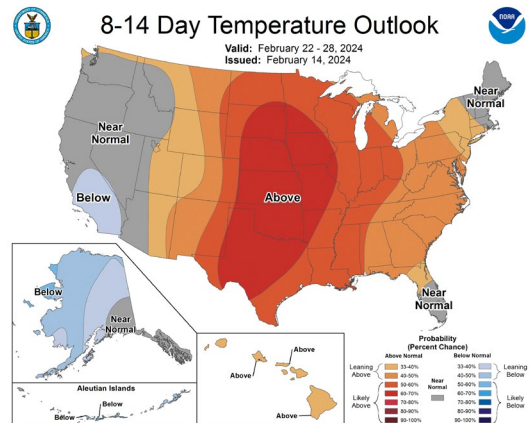 8-14 Day Temperature Outlook
Valid: February 22 - 28, 2024
Issued: February 14, 2024
NOAA
Near
Normal
Near
Normal
Below
Above
Near
Normal
Below
Near
Normal
Aleutian Islands
Below
Below
Above
Above
Above
Probability
(Percent Chance)
Above Normal
Below Normal
Leaning
Above
33-40%
40-50%
Likely
Above
50-60%
60-70%
70-80%
80-90%
90-100%
Near
Normal
33-40%
40-50%
Leaning
Below
50-60%
60-70%
70-80%
80-90%
90-100%
Likely
Below